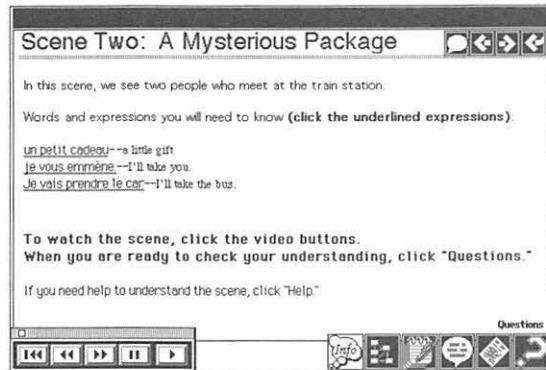 Scene Two: A Mysterious Package
In this scene, we see two people who meet at the train station.
Words and expressions you will need to know (click the underlined expressions):
un petit cadeau--a little gift
je vous emmène.--I'll take you.
Je vais prendre le car--I'll take the bus.
To watch the scene, click the video buttons.
When you are ready to check your understanding, click "Questions."
If you need help to understand the scene, click "Help."
Questions
Info